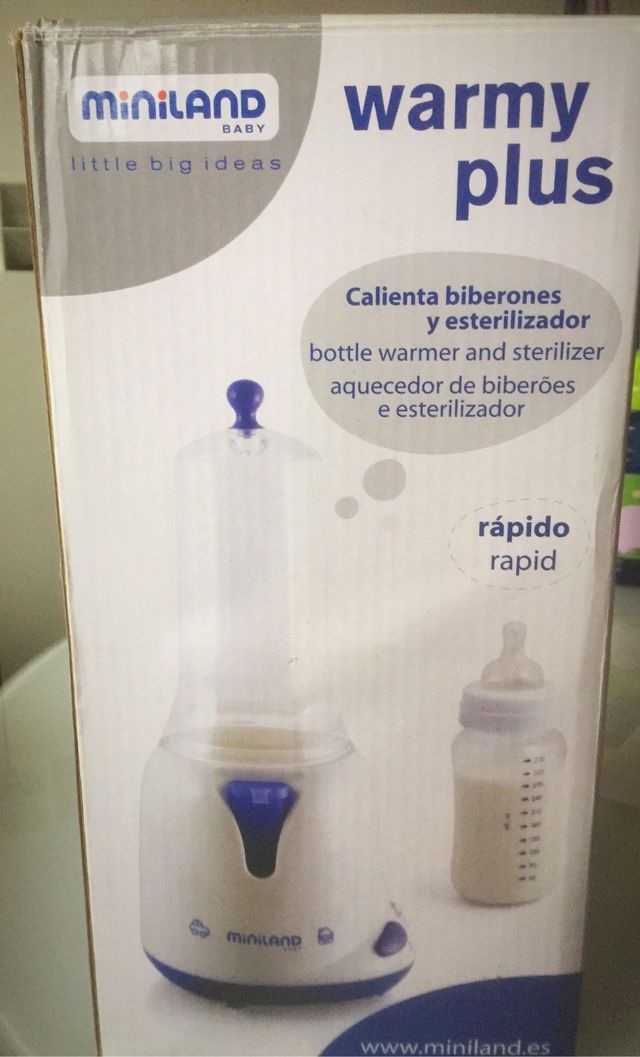 miniLAND
BABY
little big ideas
warmy
plus
Calienta biberones
y esterilizador
bottle warmer and sterilizer
aquecedor de biberões
e esterilizador
rápido
rapid
miniLAND
www.miniland.es